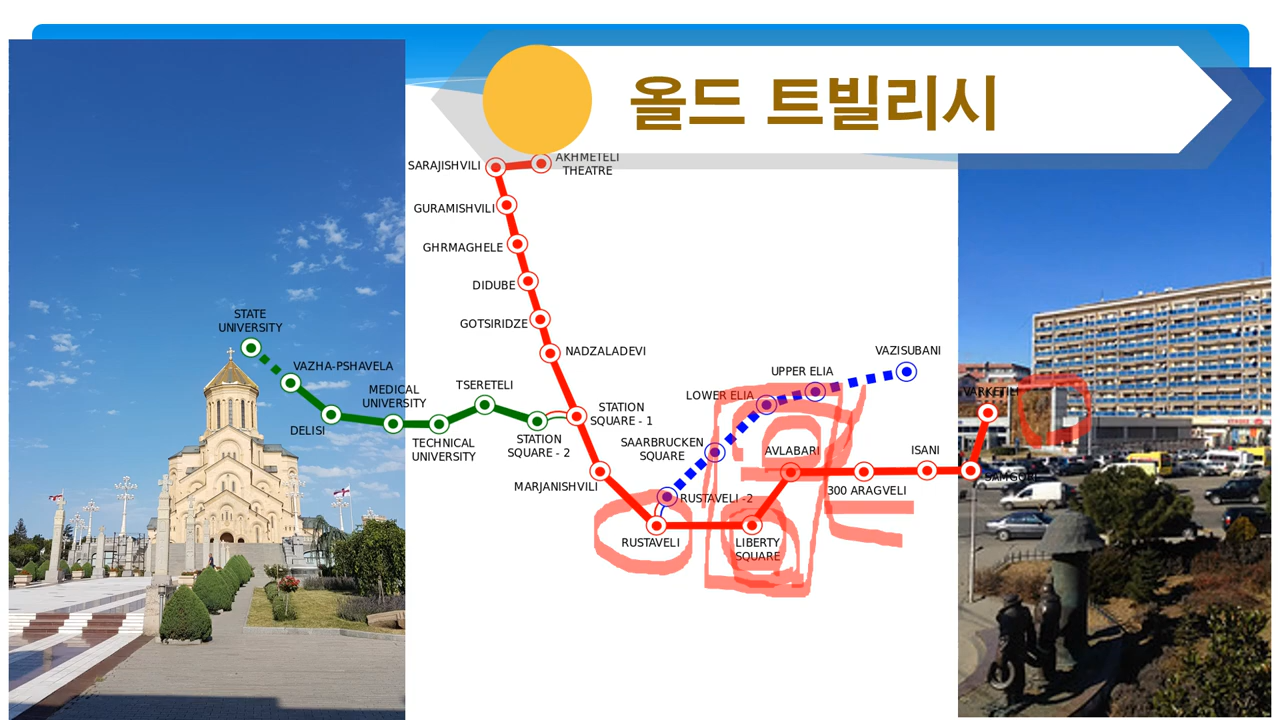 올드 트빌리시
AKHMETELI
THEATRE
SARAJISHVILI
GURAMISHVILI
GHRMAGHELE
DIDUBE
GOTSIRIDZE
NADZALADEVI
STATE
UNIVERSITY
VAZHA-PSHAVELA
MEDICAL
UNIVERSITY
DELISI
TECHNICAL
UNIVERSITY
TSERETELI
STATION
SQUARE - 2
STATION
SQUARE - 1
MARJANISHVILI
RUSTAVELI
RUSTAVELI -2
SAARBRUCKEN
SQUARE
LOWER ELIA
UPPER ELIA
VAZISUBANI
LIBERTY
SQUARE
AVLABARI
300 ARAGVELI
ISANI
SAMGORI
VARKETILI